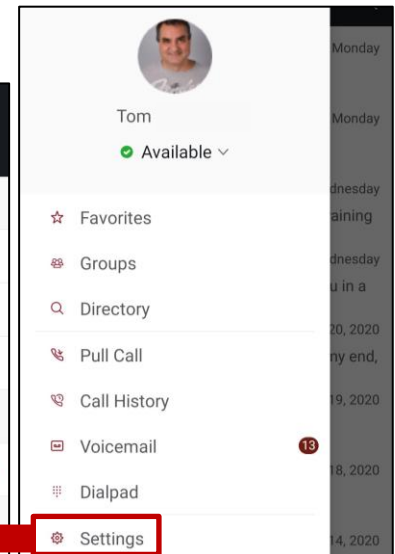 Monday
Tom
Monday
Available
dnesday
Favorites
aining
Groups
dnesday
u in a
Directory
20, 2020
Pull Call
ny end,
Call History
19, 2020
Voicemail 13
18, 2020
Dialpad
Settings
14, 2020